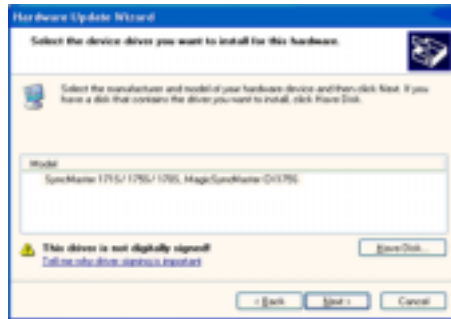 Hardware Update Wizard
Select the device driver you want to install for this hardware.
Select the manufacturer and model of your hardware device and then click Next. If you
have a disk that contains the driver you want to install, click Have Disk.
Model
This driver is not digitally signed!
Tell me why driver signing is important
Have Disk...
< Back
Next >
Cancel